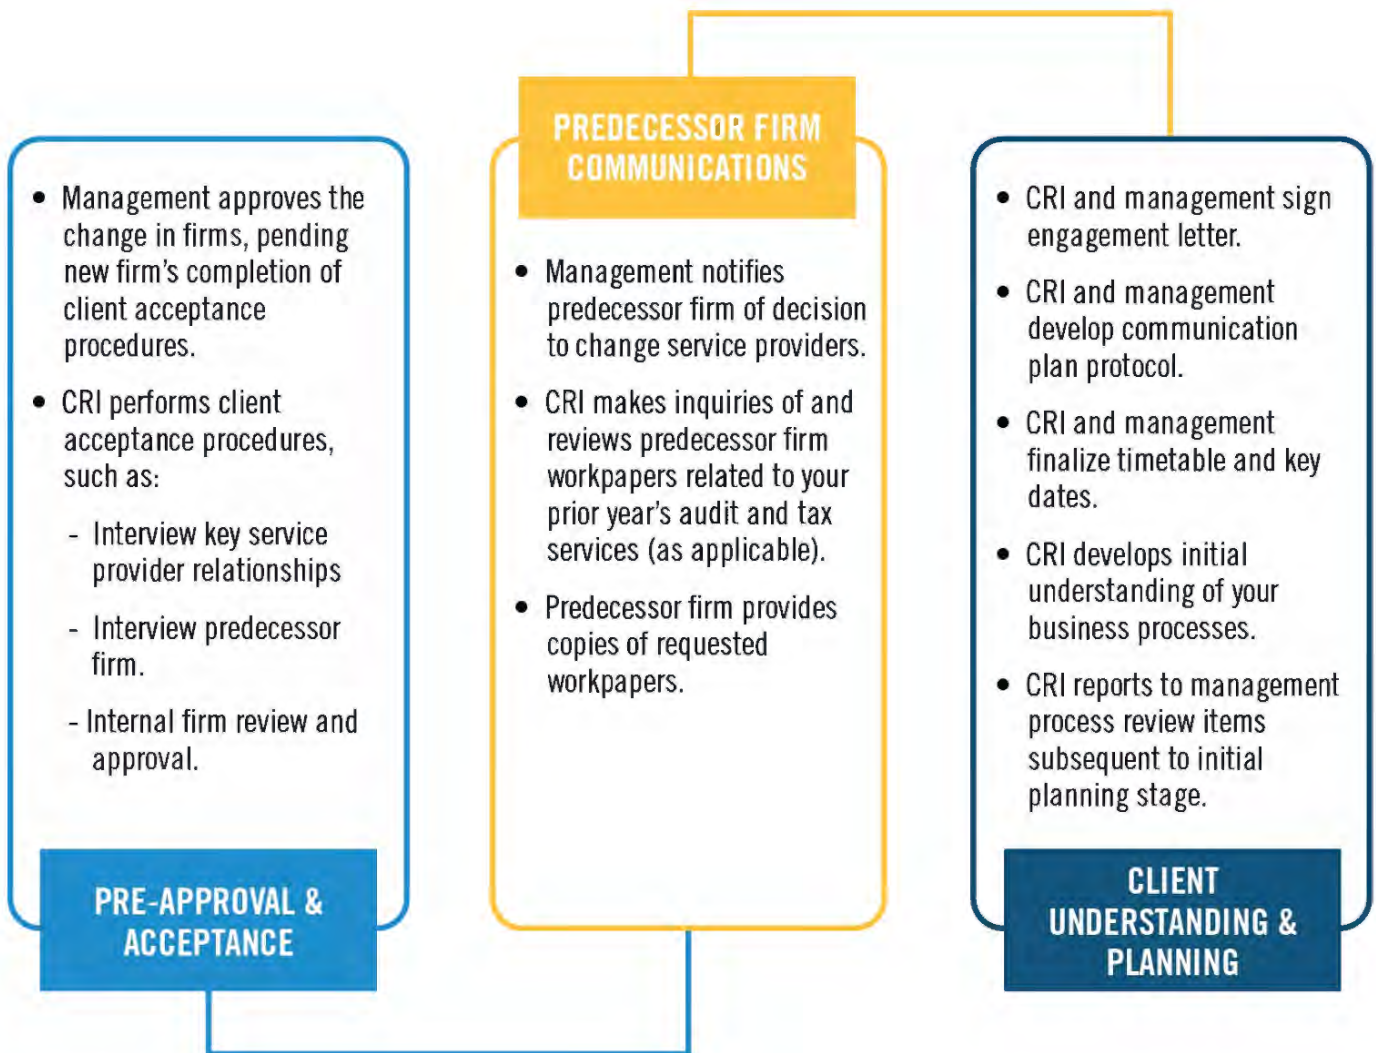 • Management approves the
change in firms, pending
new firm's completion of
client acceptance
procedures.
• CRI performs client
acceptance procedures,
such as:
- Interview key service
provider relationships
- Interview predecessor
firm.
- Internal firm review and
approval.
PRE-APPROVAL &
ACCEPTANCE
PREDECESSOR FIRM
COMMUNICATIONS
• Management notifies
predecessor firm of decision
to change service providers.
• CRI makes inquiries of and
reviews predecessor firm
workpapers related to your
prior year's audit and tax
services (as applicable).
• Predecessor firm provides
copies of requested
workpapers.
• CRI and management sign
engagement letter.
• CRI and management
develop communication
plan protocol.
• CRI and management
finalize timetable and key
dates.
• CRI develops initial
understanding of your
business processes.
• CRI reports to management
process review items
subsequent to initial
planning stage.
CLIENT
UNDERSTANDING &
PLANNING